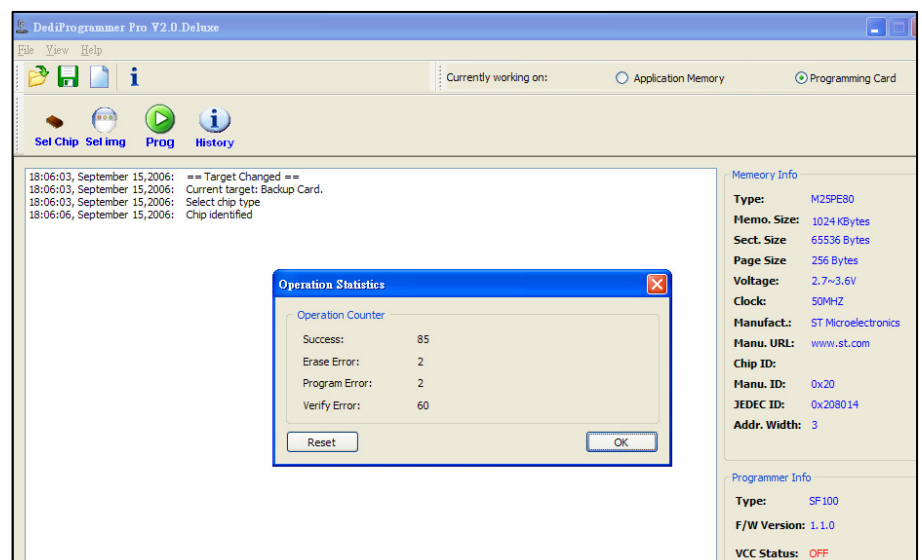 DediProgrammer Pro V2.0.Deluxe
File View Help
Currently working on: Application Memory Programming Card
Sel Chip Sel img Prog History
18:06:03, September 15,2006: == Target Changed ==
18:06:03, September 15,2006: Current target: Backup Card.
18:06:03, September 15,2006: Select chip type
18:06:06, September 15,2006: Chip identified
Operation Statistics
Operation Counter
Success: 85
Erase Error: 2
Program Error: 2
Verify Error: 60
Reset OK
Memeory Info
Type: M25PE80
Memo. Size: 1024 KBytes
Sect. Size 65536 Bytes
Page Size 256 Bytes
Voltage: 2.7~3.6V
Clock: 50MHZ
Manufact.: ST Microelectronics
Manu. URL: www.st.com
Chip ID:
Manu. ID: 0x20
JEDEC ID: 0x208014
Addr. Width: 3
Programmer Info
Type: SF100
F/W Version: 1.1.0
VCC Status: OFF